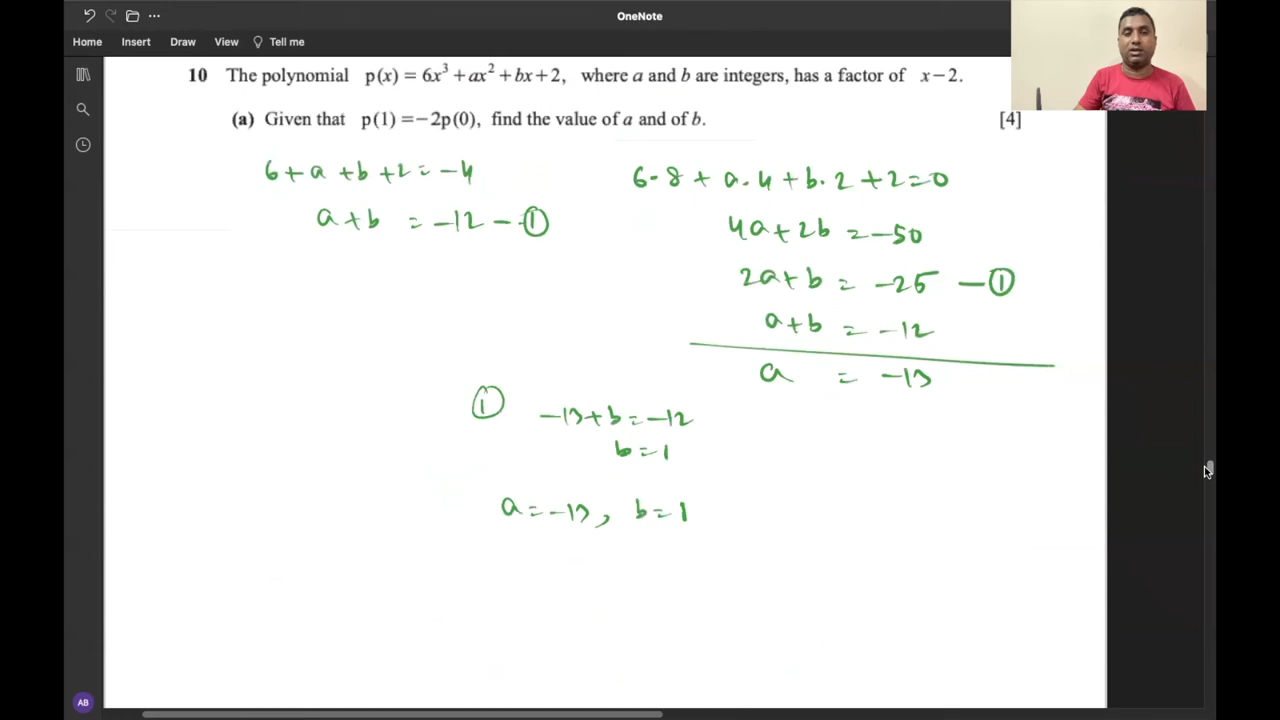 OneNote
Home Insert Draw View Tell me
10 The polynomial p(x) = 6x³ + ax² + bx + 2, where a and b are integers, has a factor of x − 2.
(a) Given that p(1) = −2p(0), find the value of a and of b. [4]
6 + a + b + 2 = −4
a + b = −12 − ①
6·8 + a·4 + b·2 + 2 = 0
4a + 2b = −50
2a + b = −25 — ①
a + b = −12
a = −13
① −13 + b = −12
b = 1
a = −13, b = 1
AB